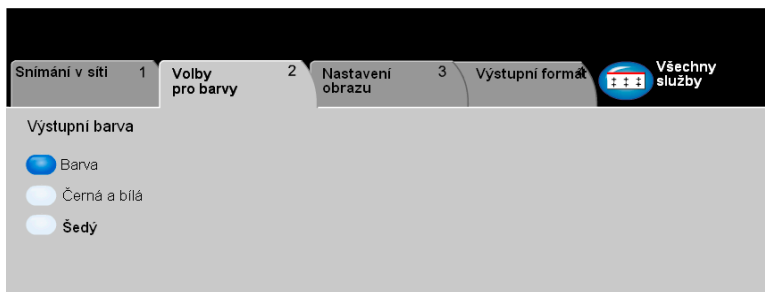 Snímání v síti 1
Volby 2
pro barvy
Nastavení 3
obrazu
Výstupní formát 4
Všechny
služby
Výstupní barva
Barva
Černá a bílá
Šedý